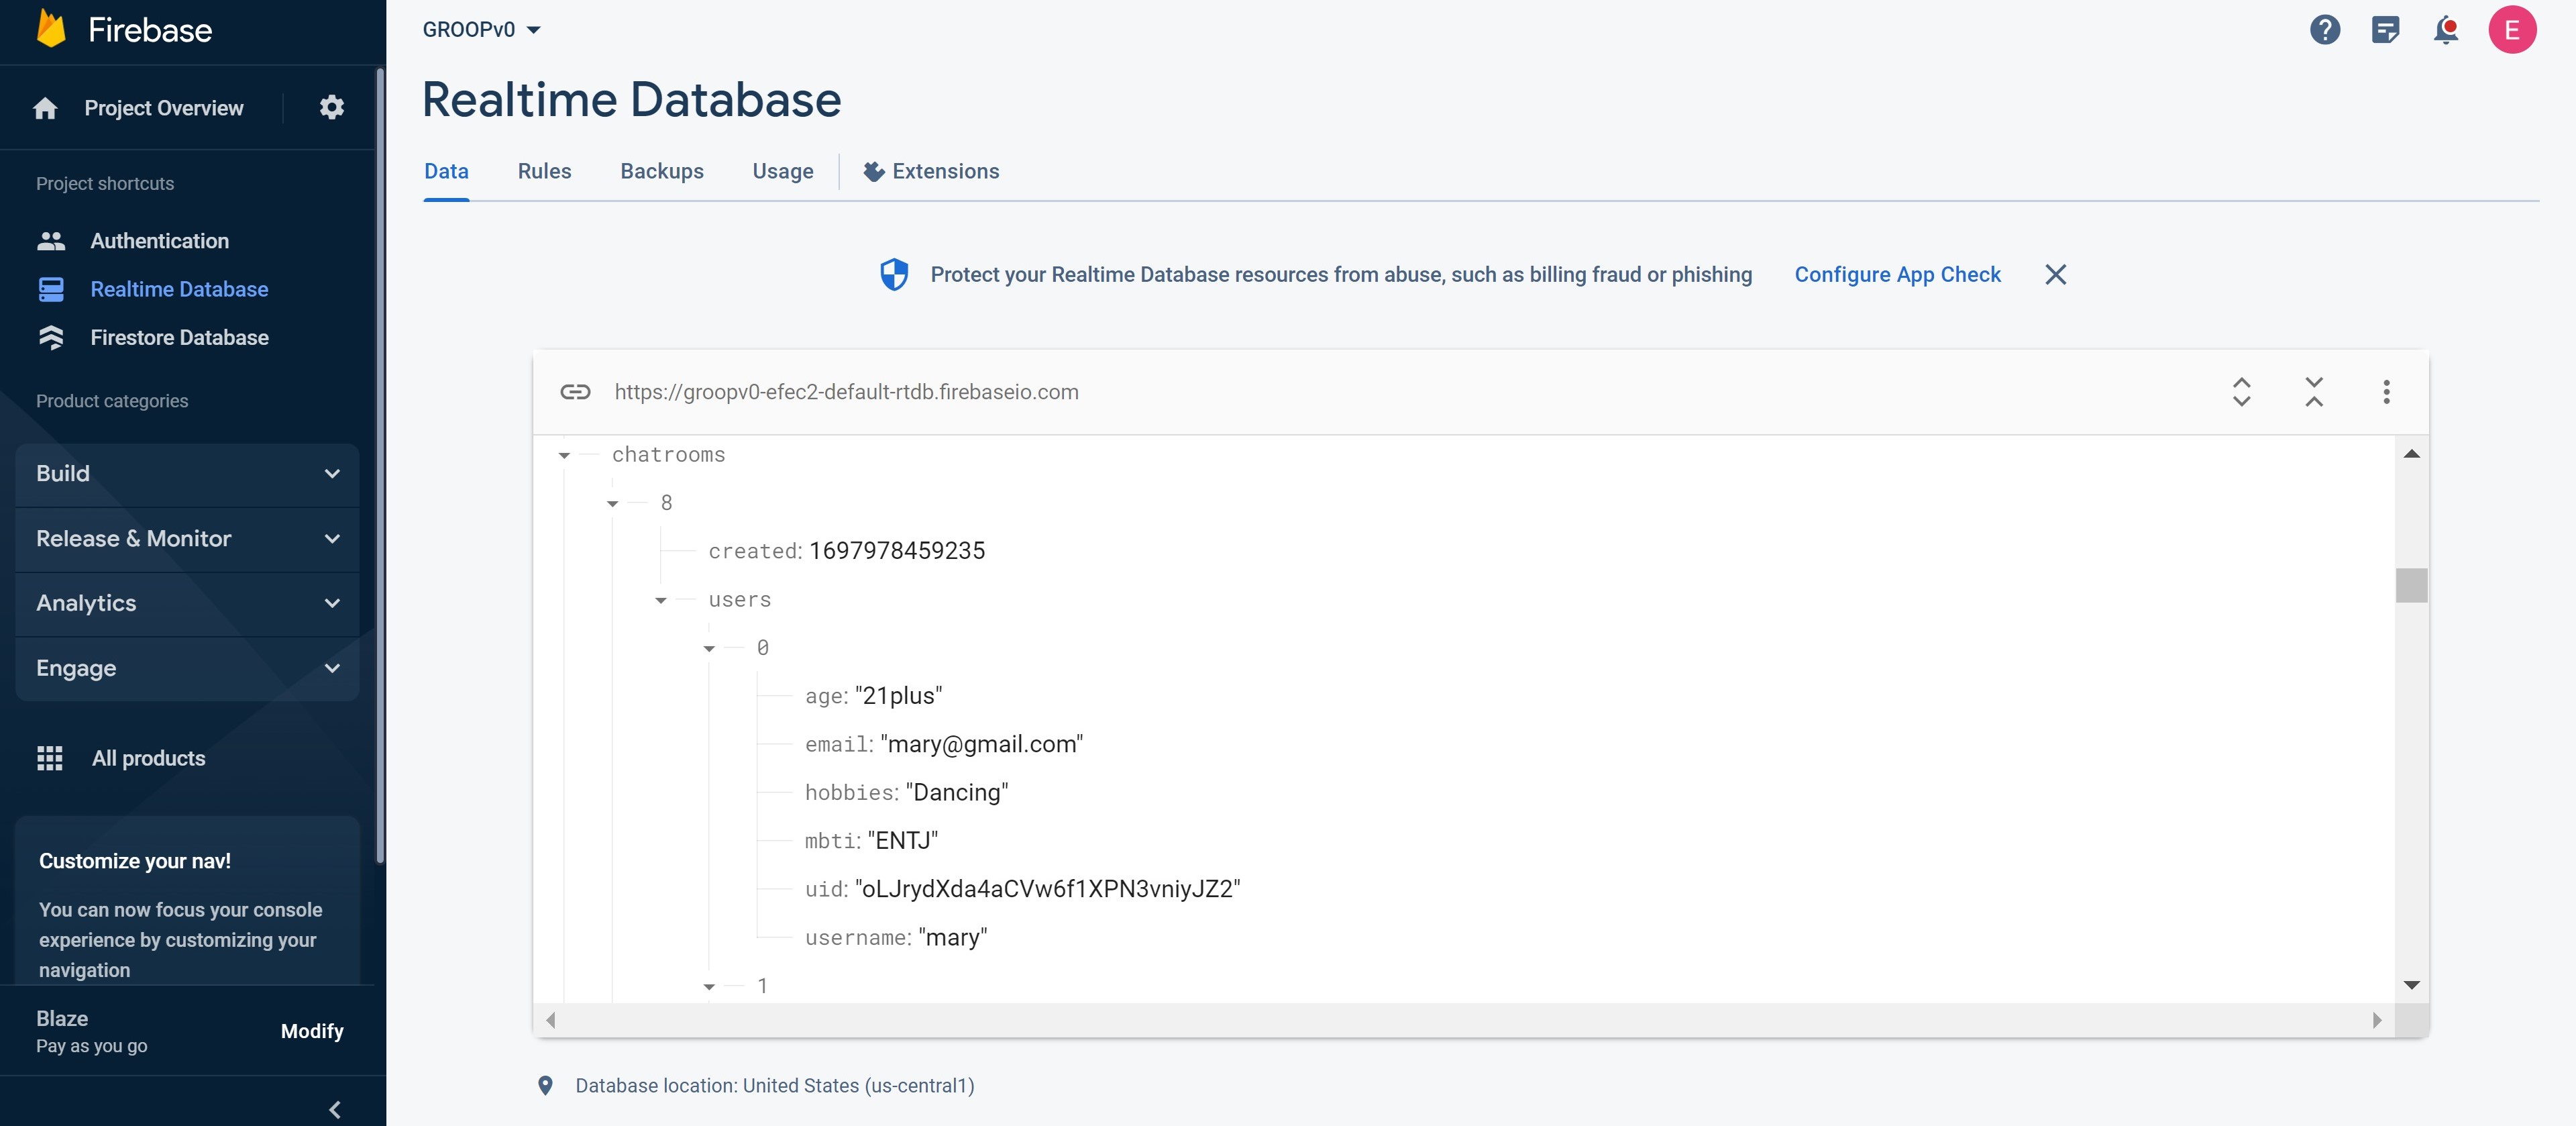 Firebase
Project Overview
Project shortcuts
Authentication
Realtime Database
Firestore Database
Product categories
Build
Release & Monitor
Analytics
Engage
All products
Customize your nav!
You can now focus your console
experience by customizing your
navigation
Blaze
Pay as you go
Modify
GROOPv0
E
Realtime Database
Data Rules Backups Usage Extensions
Protect your Realtime Database resources from abuse, such as billing fraud or phishing Configure App Check
https://groopv0-efec2-default-rtdb.firebaseio.com
chatrooms
8
created: 1697978459235
users
0
age: "21plus"
email: "mary@gmail.com"
hobbies: "Dancing"
mbti: "ENTJ"
uid: "oLJrydXda4aCVw6f1XPN3vniyJZ2"
username: "mary"
1
Database location: United States (us-central1)